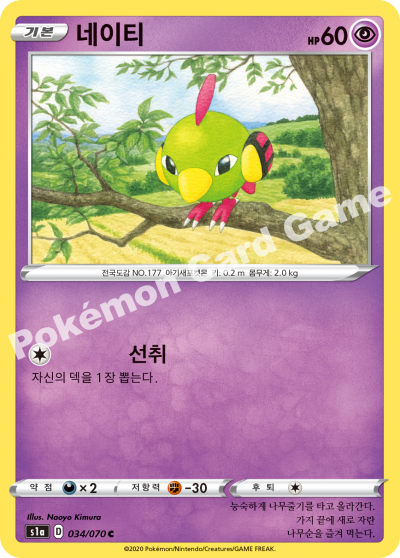 기본 네이티 HP60
전국도감 NO.177 아기새포켓몬 키: 0.2 m 몸무게: 2.0 kg
Pokémon Card Game
선취
자신의 덱을 1장 뽑는다.
약점 ×2 저항력 -30 후퇴
Illus. Naoyo Kimura
s1a D 034/070 C
능숙하게 나무줄기를 타고 올라간다.
가지 끝에 새로 자란
나무순을 즐겨 먹는다.
©2020 Pokémon/Nintendo/Creatures/GAME FREAK.